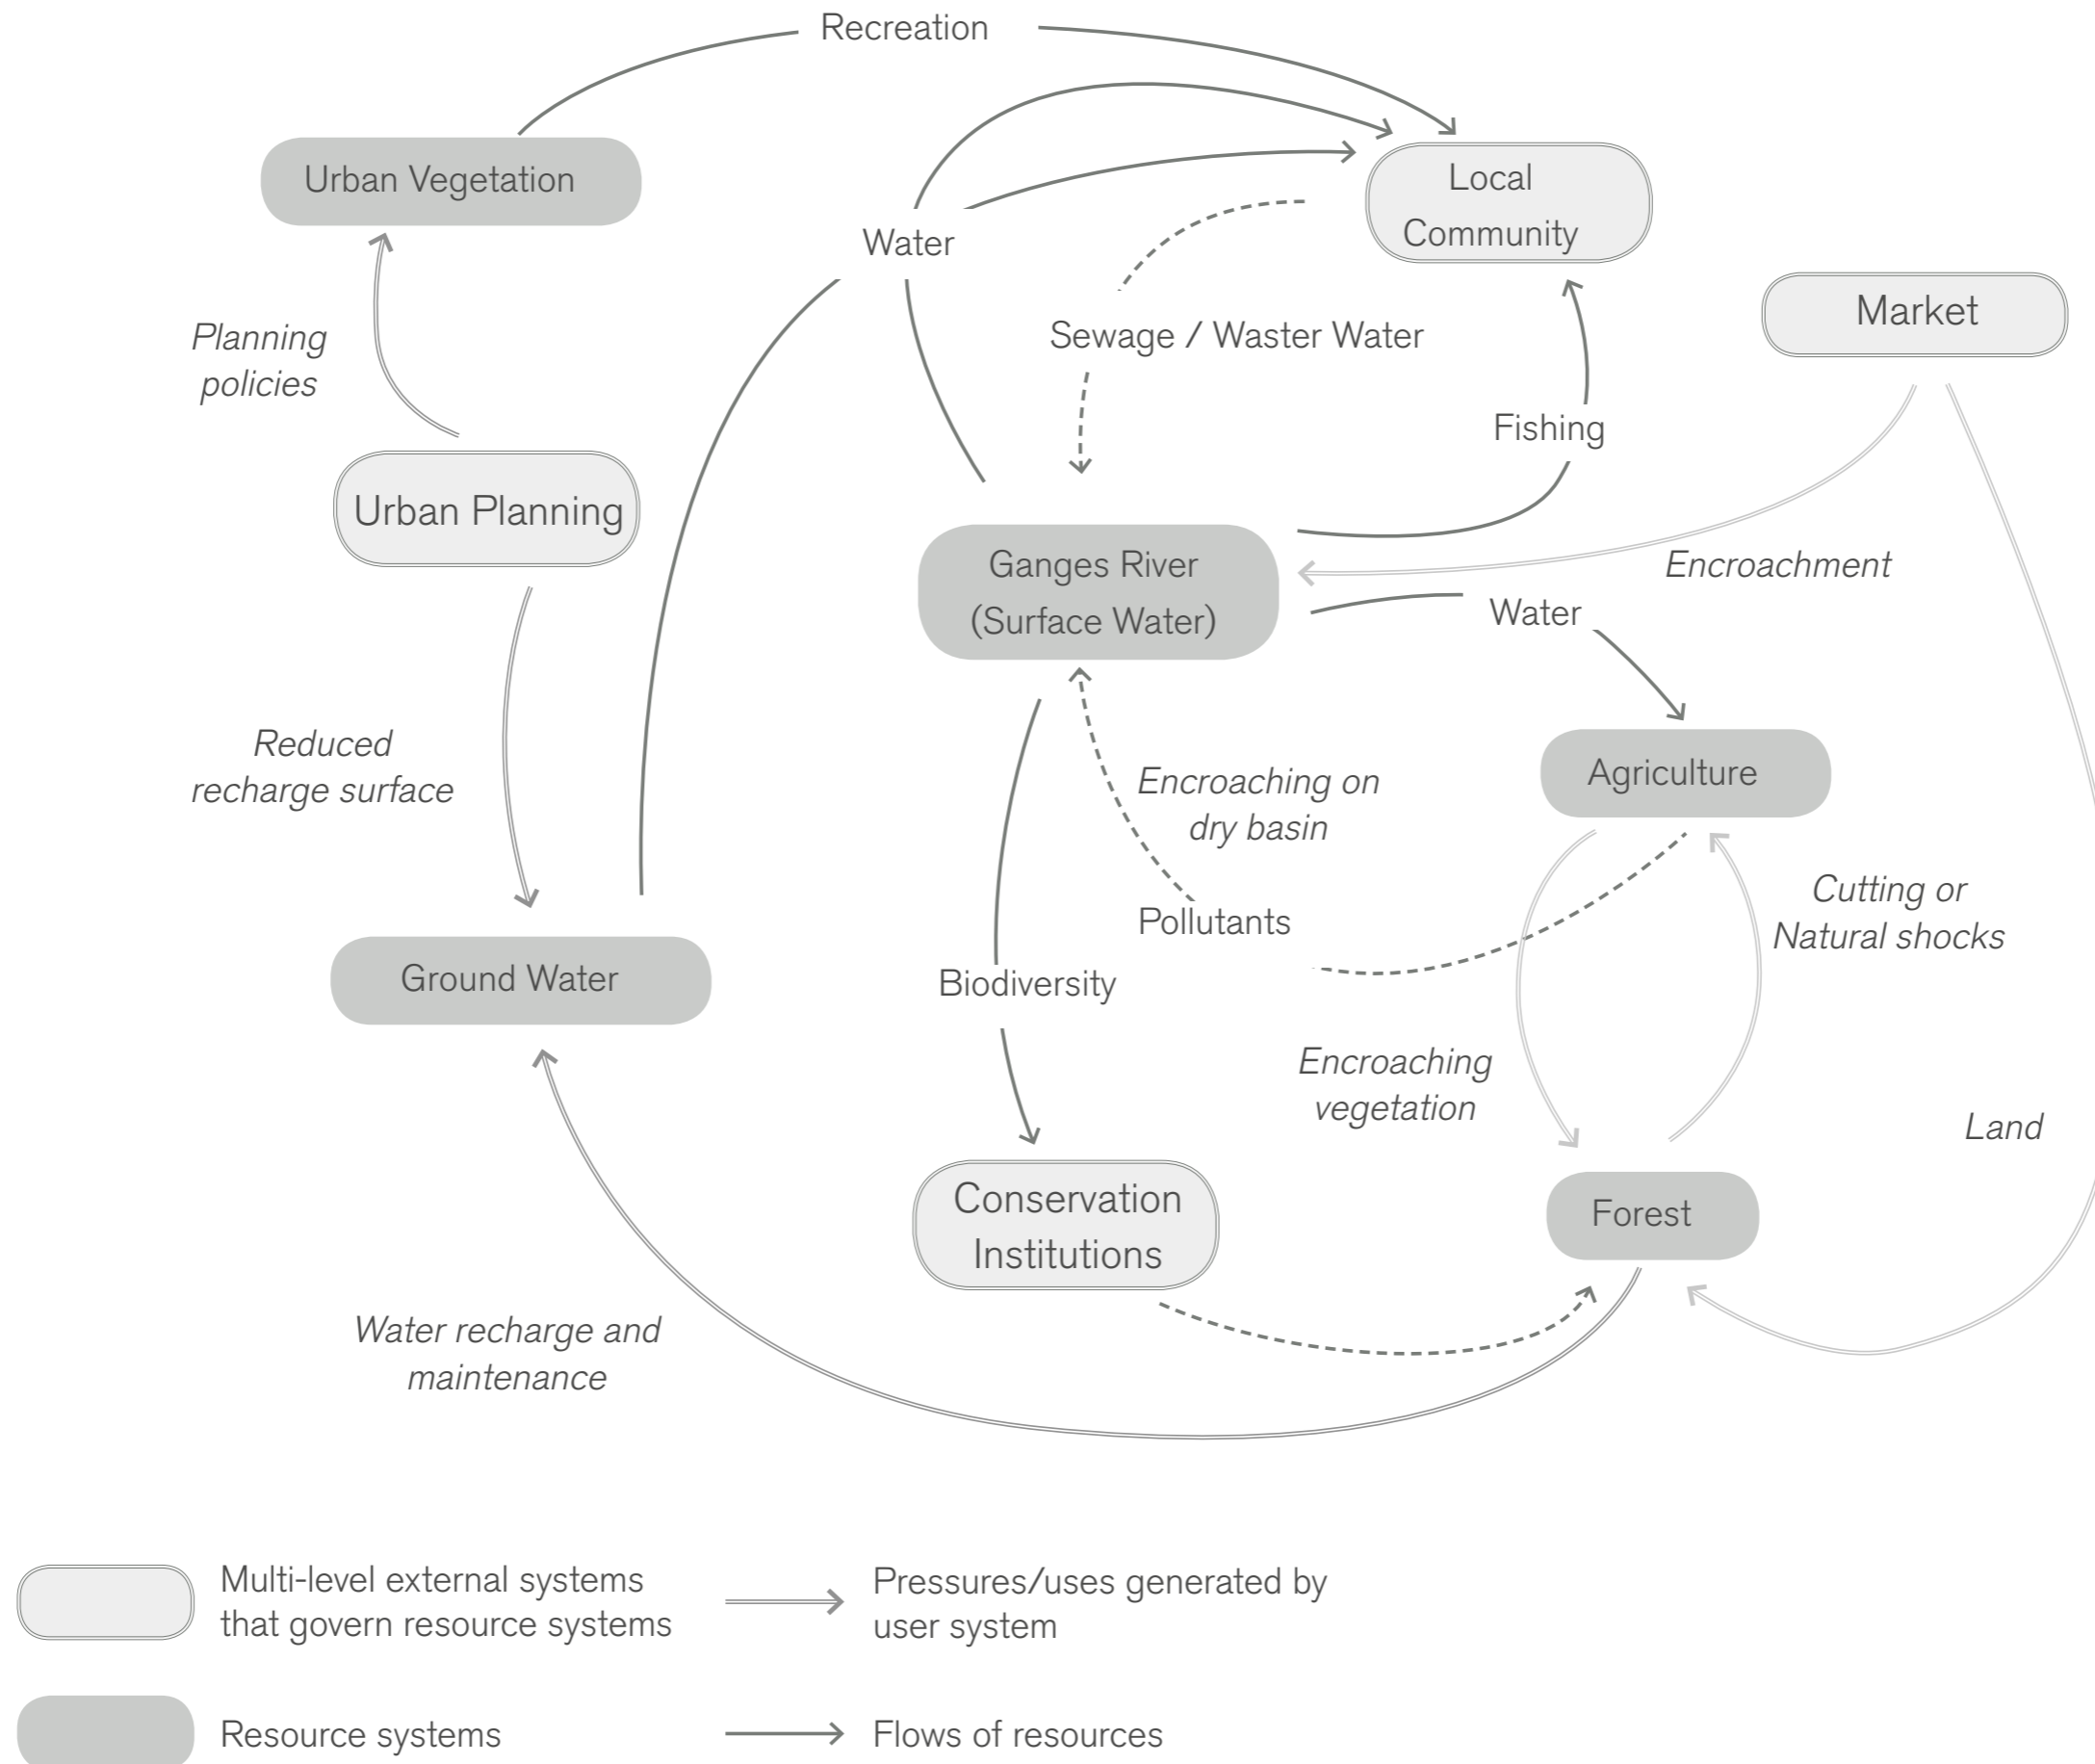 Recreation
Urban Vegetation
Local
Community
Water
Market
Planning
policies
Sewage / Waster Water
Fishing
Urban Planning
Ganges River
(Surface Water)
Encroachment
Water
Reduced
recharge surface
Encroaching on
dry basin
Agriculture
Cutting or
Natural shocks
Pollutants
Ground Water
Biodiversity
Encroaching
vegetation
Land
Conservation
Institutions
Forest
Water recharge and
maintenance
Multi-level external systems
that govern resource systems
Pressures/uses generated by
user system
Resource systems
Flows of resources